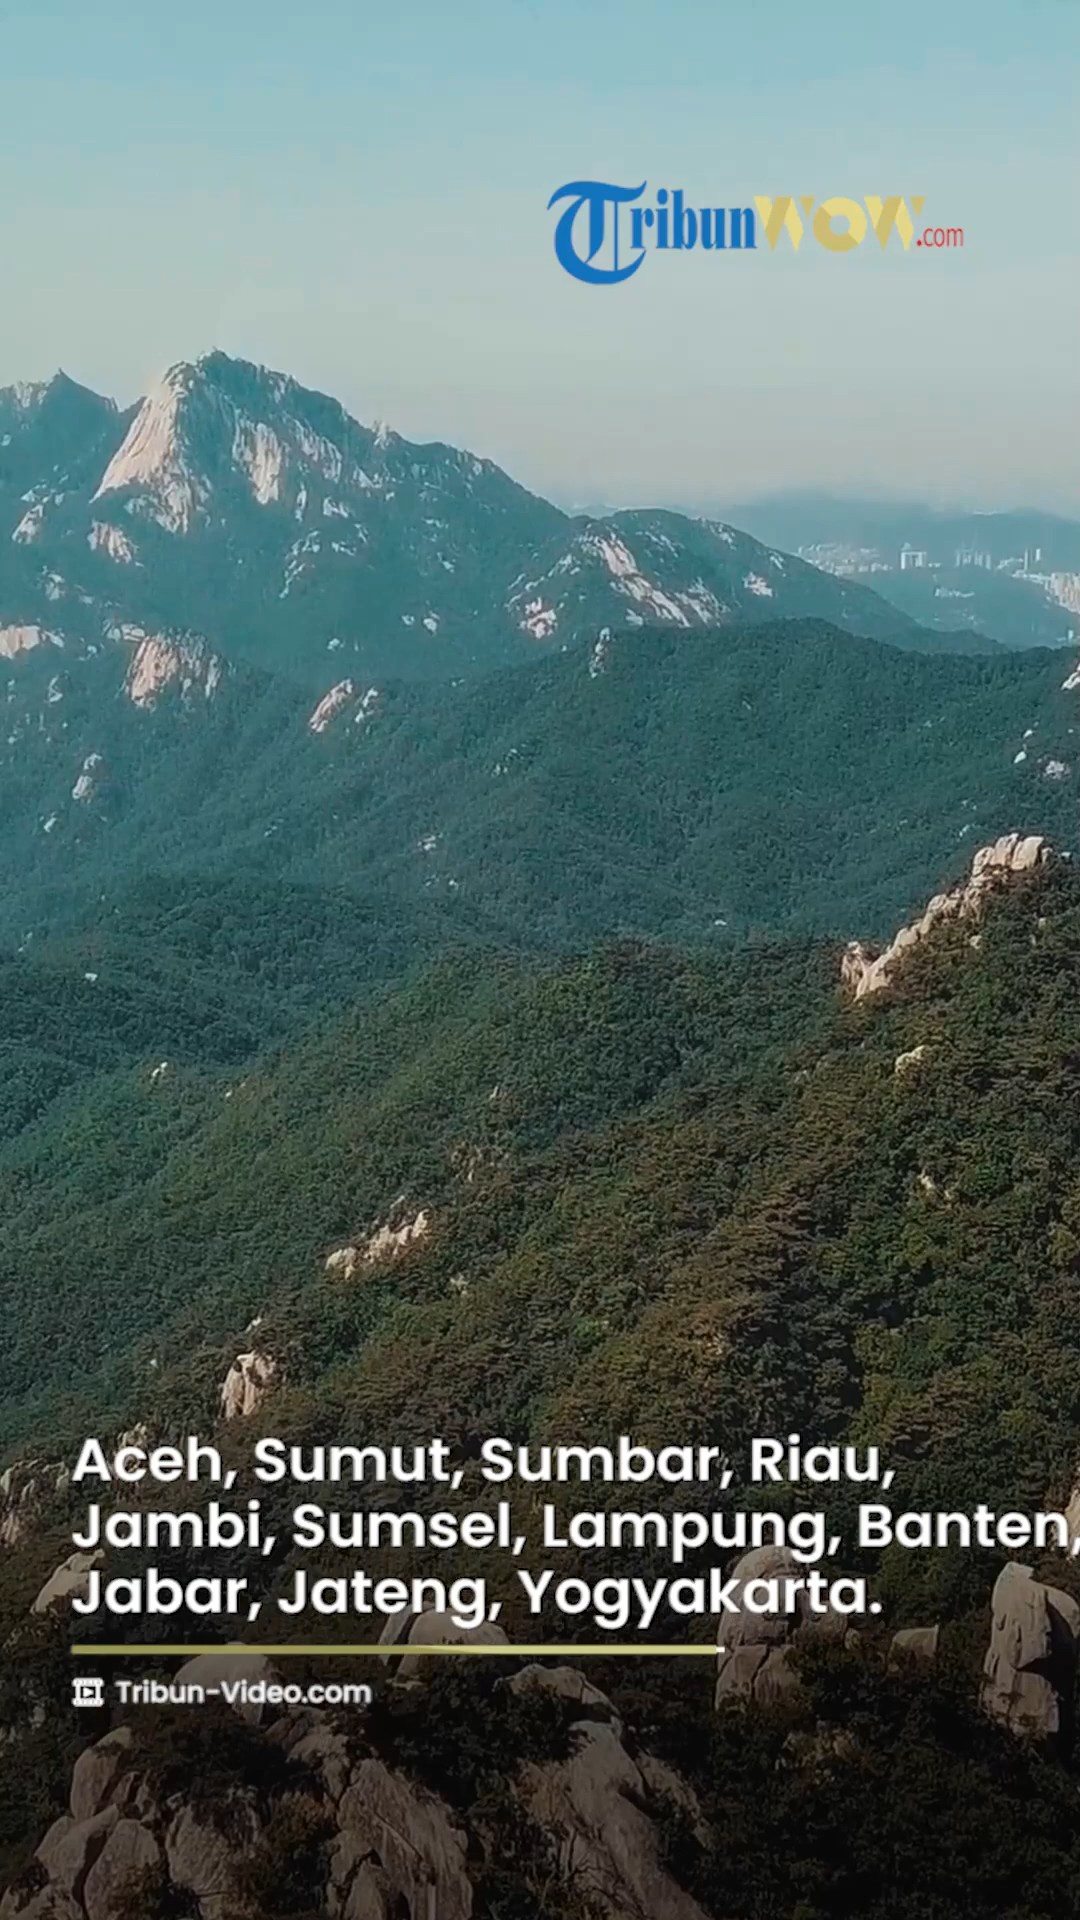 TribunWOW.com
Aceh, Sumut, Sumbar, Riau,
Jambi, Sumsel, Lampung, Banten,
Jabar, Jateng, Yogyakarta.
Tribun-Video.com